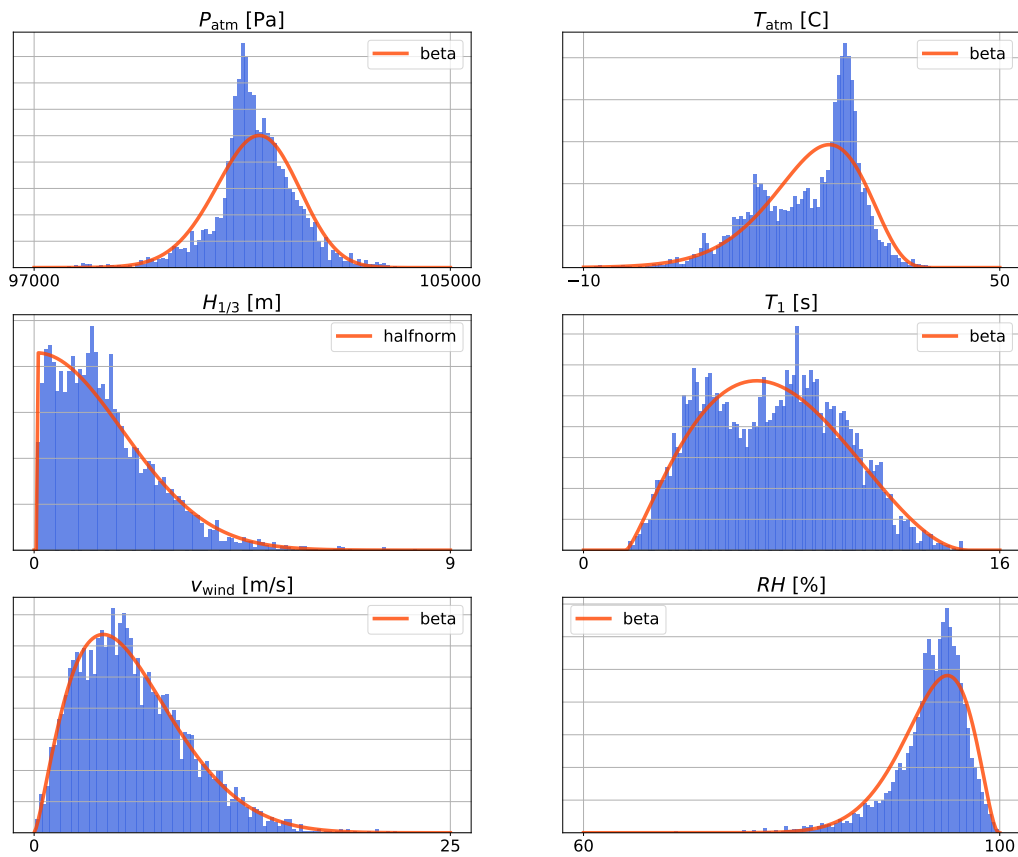 P_atm [Pa]
beta
97000 105000
T_atm [C]
beta
−10 50
H_1/3 [m]
halfnorm
0 9
T_1 [s]
beta
0 16
v_wind [m/s]
beta
0 25
RH [%]
beta
60 100